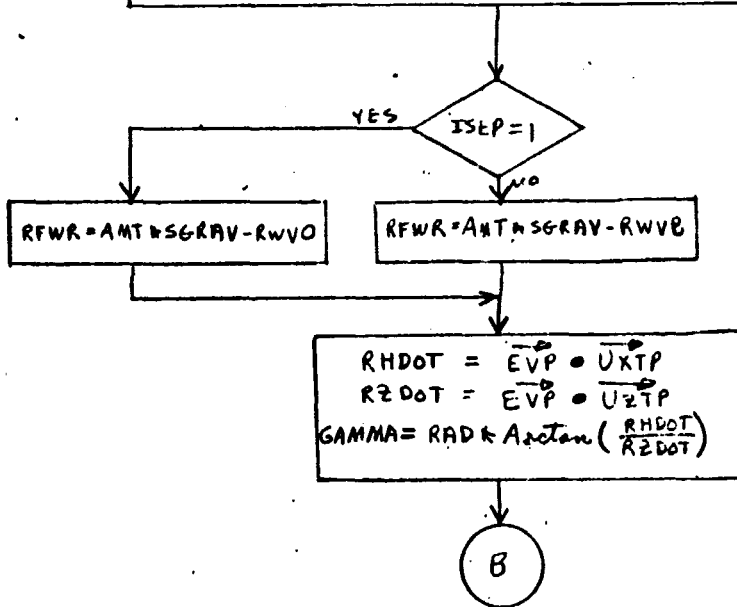 ISEP=1
YES
NO
RFWR=AMT*SGRAV-RWVO
RFWR=AMT*SGRAV-RWVB
RHDOT = EVP • UXTP
RZDOT = EVP • UZTP
GAMMA= RAD * Arctan (RHDOT/RZDOT)
B